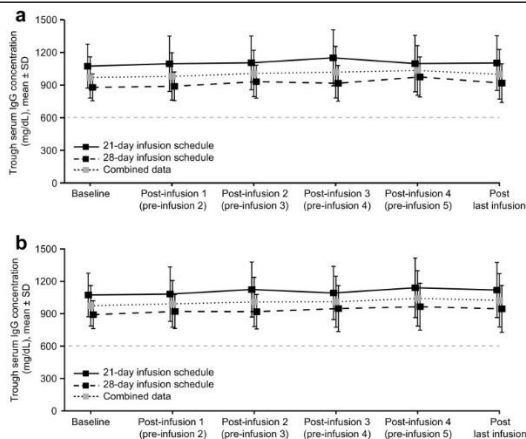 a
Trough serum IgG concentration
(mg/dL), mean ± SD
1500
1200
900
600
300
0
21-day infusion schedule
28-day infusion schedule
Combined data
Baseline
Post-infusion 1
(pre-infusion 2)
Post-infusion 2
(pre-infusion 3)
Post-infusion 3
(pre-infusion 4)
Post-infusion 4
(pre-infusion 5)
Post
last infusion
b
Trough serum IgG concentration
(mg/dL), mean ± SD
1500
1200
900
600
300
0
21-day infusion schedule
28-day infusion schedule
Combined data
Baseline
Post-infusion 1
(pre-infusion 2)
Post-infusion 2
(pre-infusion 3)
Post-infusion 3
(pre-infusion 4)
Post-infusion 4
(pre-infusion 5)
Post
last infusion